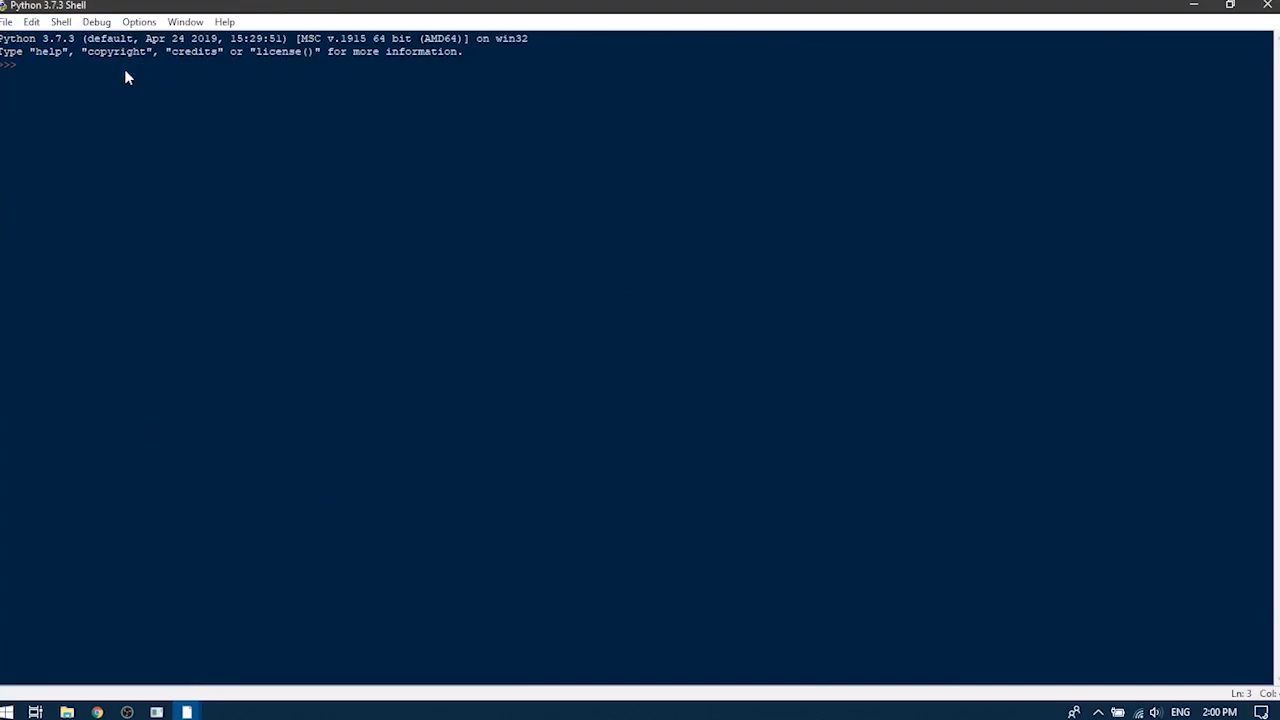 Python 3.7.3 Shell
File Edit Shell Debug Options Window Help
Python 3.7.3 (default, Apr 24 2019, 15:29:51) [MSC v.1915 64 bit (AMD64)] on win32
Type "help", "copyright", "credits" or "license()" for more information.
>>>
Ln: 3 Col:
ENG 2:00 PM